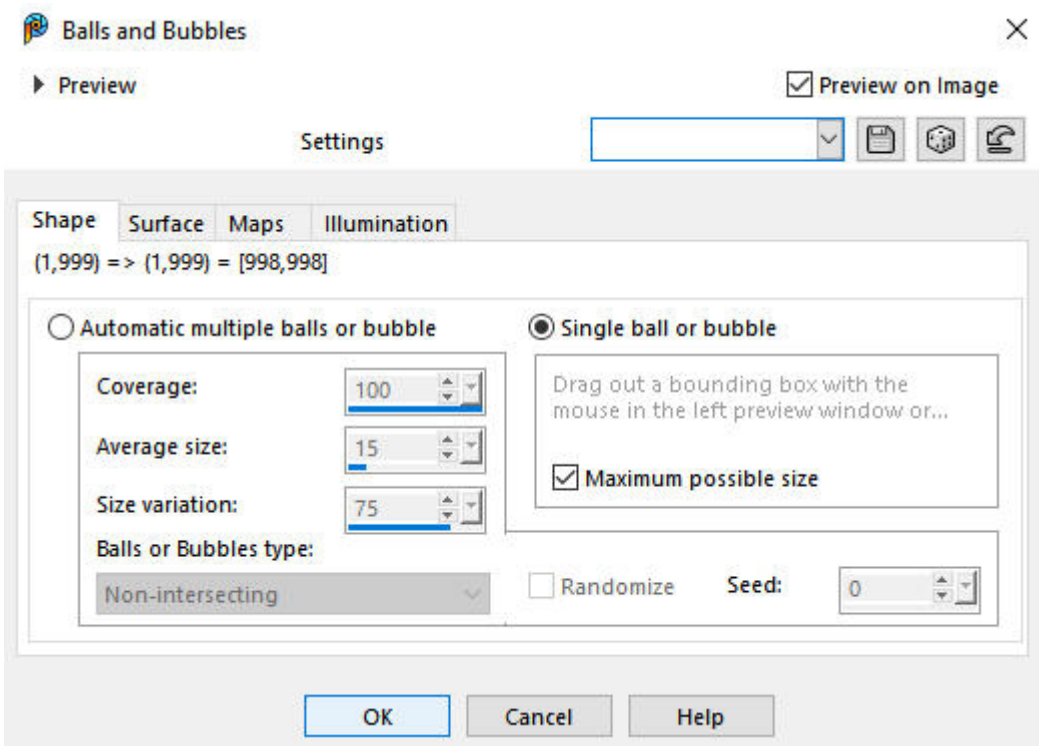 Balls and Bubbles
Preview
Preview on Image
Settings
Shape Surface Maps Illumination
(1,999) => (1,999) = [998,998]
Automatic multiple balls or bubble
Coverage: 100
Average size: 15
Size variation: 75
Balls or Bubbles type:
Non-intersecting
Single ball or bubble
Drag out a bounding box with the
mouse in the left preview window or...
Maximum possible size
Randomize Seed: 0
OK Cancel Help